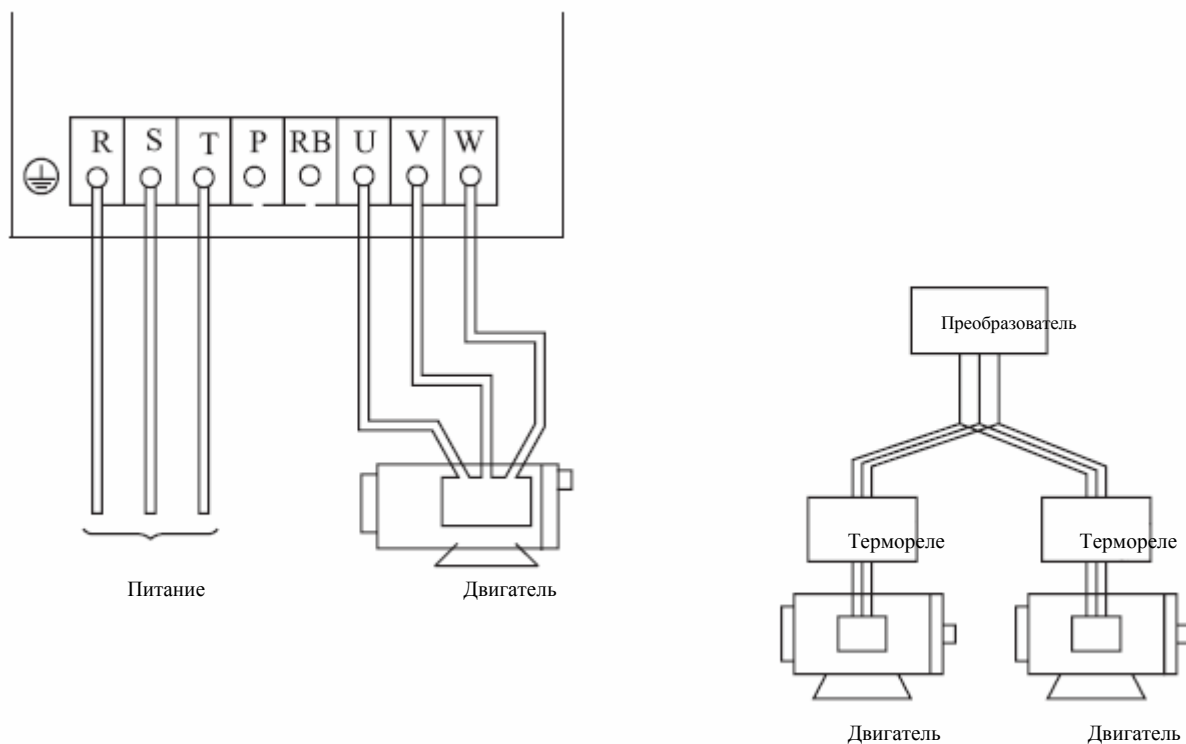 R S T P RB U V W
Питание
Двигатель
Преобразователь
Термореле
Термореле
Двигатель
Двигатель